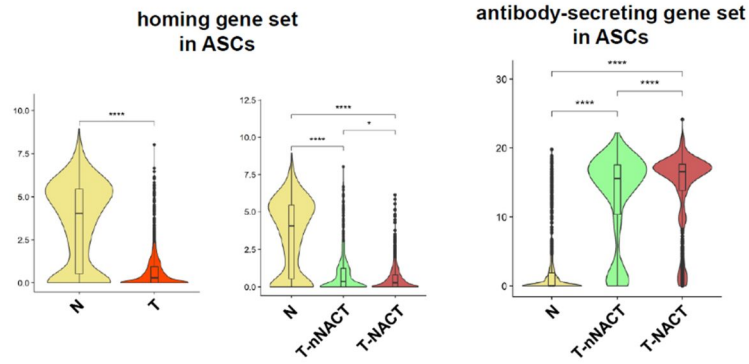 homing gene set
in ASCs
antibody-secreting gene set
in ASCs
10.0
7.5
5.0
2.5
0.0
****
N
T
12.5
10.0
7.5
5.0
2.5
0.0
****
****
*
N
T-nNACT
T-NACT
30
20
10
0
****
****
****
N
T-nNACT
T-NACT